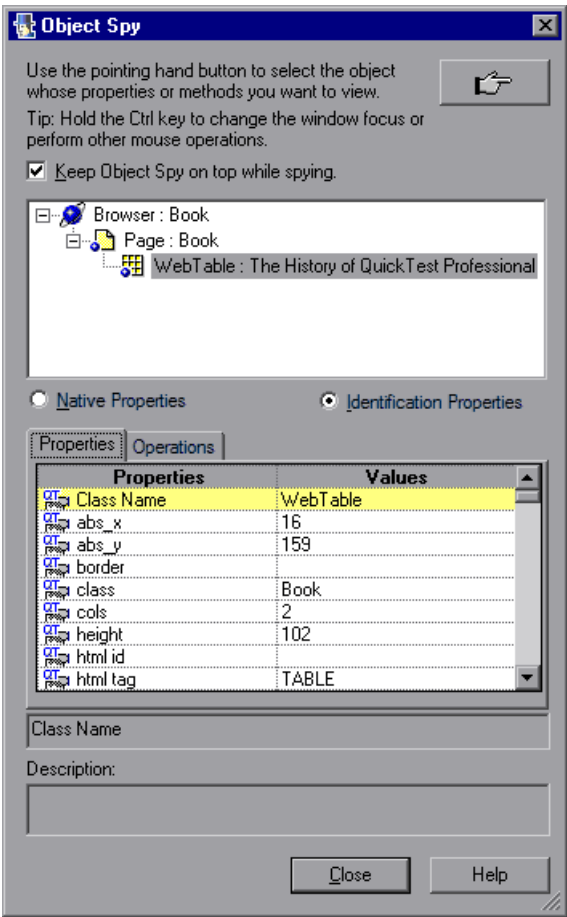 Object Spy
Use the pointing hand button to select the object
whose properties or methods you want to view.
Tip: Hold the Ctrl key to change the window focus or
perform other mouse operations.
Keep Object Spy on top while spying.
Browser : Book
Page : Book
WebTable : The History of QuickTest Professional
Native Properties Identification Properties
Properties Operations
Properties Values
Class Name WebTable
abs_x 16
abs_y 159
border
class Book
cols 2
height 102
html id
html tag TABLE
Class Name
Description:
Close Help